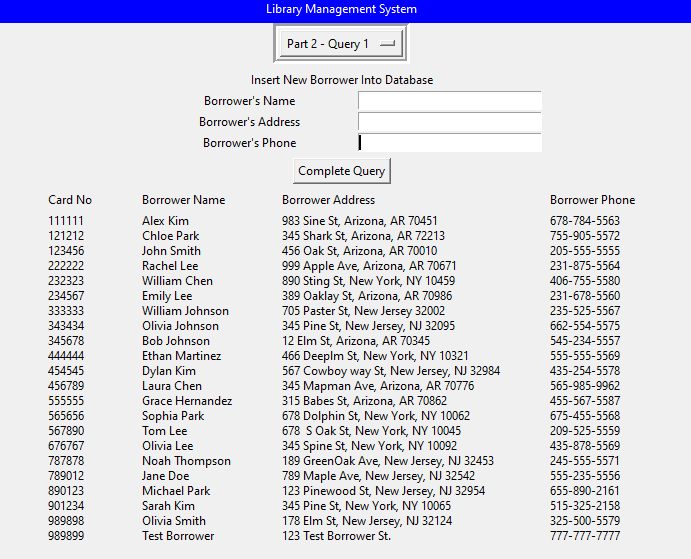 Library Management System
Part 2 - Query 1
Insert New Borrower Into Database
Borrower's Name
Borrower's Address
Borrower's Phone
Complete Query
Card No Borrower Name Borrower Address Borrower Phone
111111 Alex Kim 983 Sine St, Arizona, AR 70451 678-784-5563
121212 Chloe Park 345 Shark St, Arizona, AR 72213 755-905-5572
123456 John Smith 456 Oak St, Arizona, AR 70010 205-555-5555
222222 Rachel Lee 999 Apple Ave, Arizona, AR 70671 231-875-5564
232323 William Chen 890 Sting St, New York, NY 10459 406-755-5580
234567 Emily Lee 389 Oaklay St, Arizona, AR 70986 231-678-5560
333333 William Johnson 705 Paster St, New Jersey 32002 235-525-5567
343434 Olivia Johnson 345 Pine St, New Jersey, NJ 32095 662-554-5575
345678 Bob Johnson 12 Elm St, Arizona, AR 70345 545-234-5557
444444 Ethan Martinez 466 Deeplm St, New York, NY 10321 555-555-5569
454545 Dylan Kim 567 Cowboy way St, New Jersey, NJ 32984 435-254-5578
456789 Laura Chen 345 Mapman Ave, Arizona, AR 70776 565-985-9962
555555 Grace Hernandez 315 Babes St, Arizona, AR 70862 455-567-5587
565656 Sophia Park 678 Dolphin St, New York, NY 10062 675-455-5568
567890 Tom Lee 678  S Oak St, New York, NY 10045 209-525-5559
676767 Olivia Lee 345 Spine St, New York, NY 10092 435-878-5569
787878 Noah Thompson 189 GreenOak Ave, New Jersey, NJ 32453 245-555-5571
789012 Jane Doe 789 Maple Ave, New Jersey, NJ 32542 555-235-5556
890123 Michael Park 123 Pinewood St, New Jersey, NJ 32954 655-890-2161
901234 Sarah Kim 345 Pine St, New York, NY 10065 515-325-2158
989898 Olivia Smith 178 Elm St, New Jersey, NJ 32124 325-500-5579
989899 Test Borrower 123 Test Borrower St. 777-777-7777